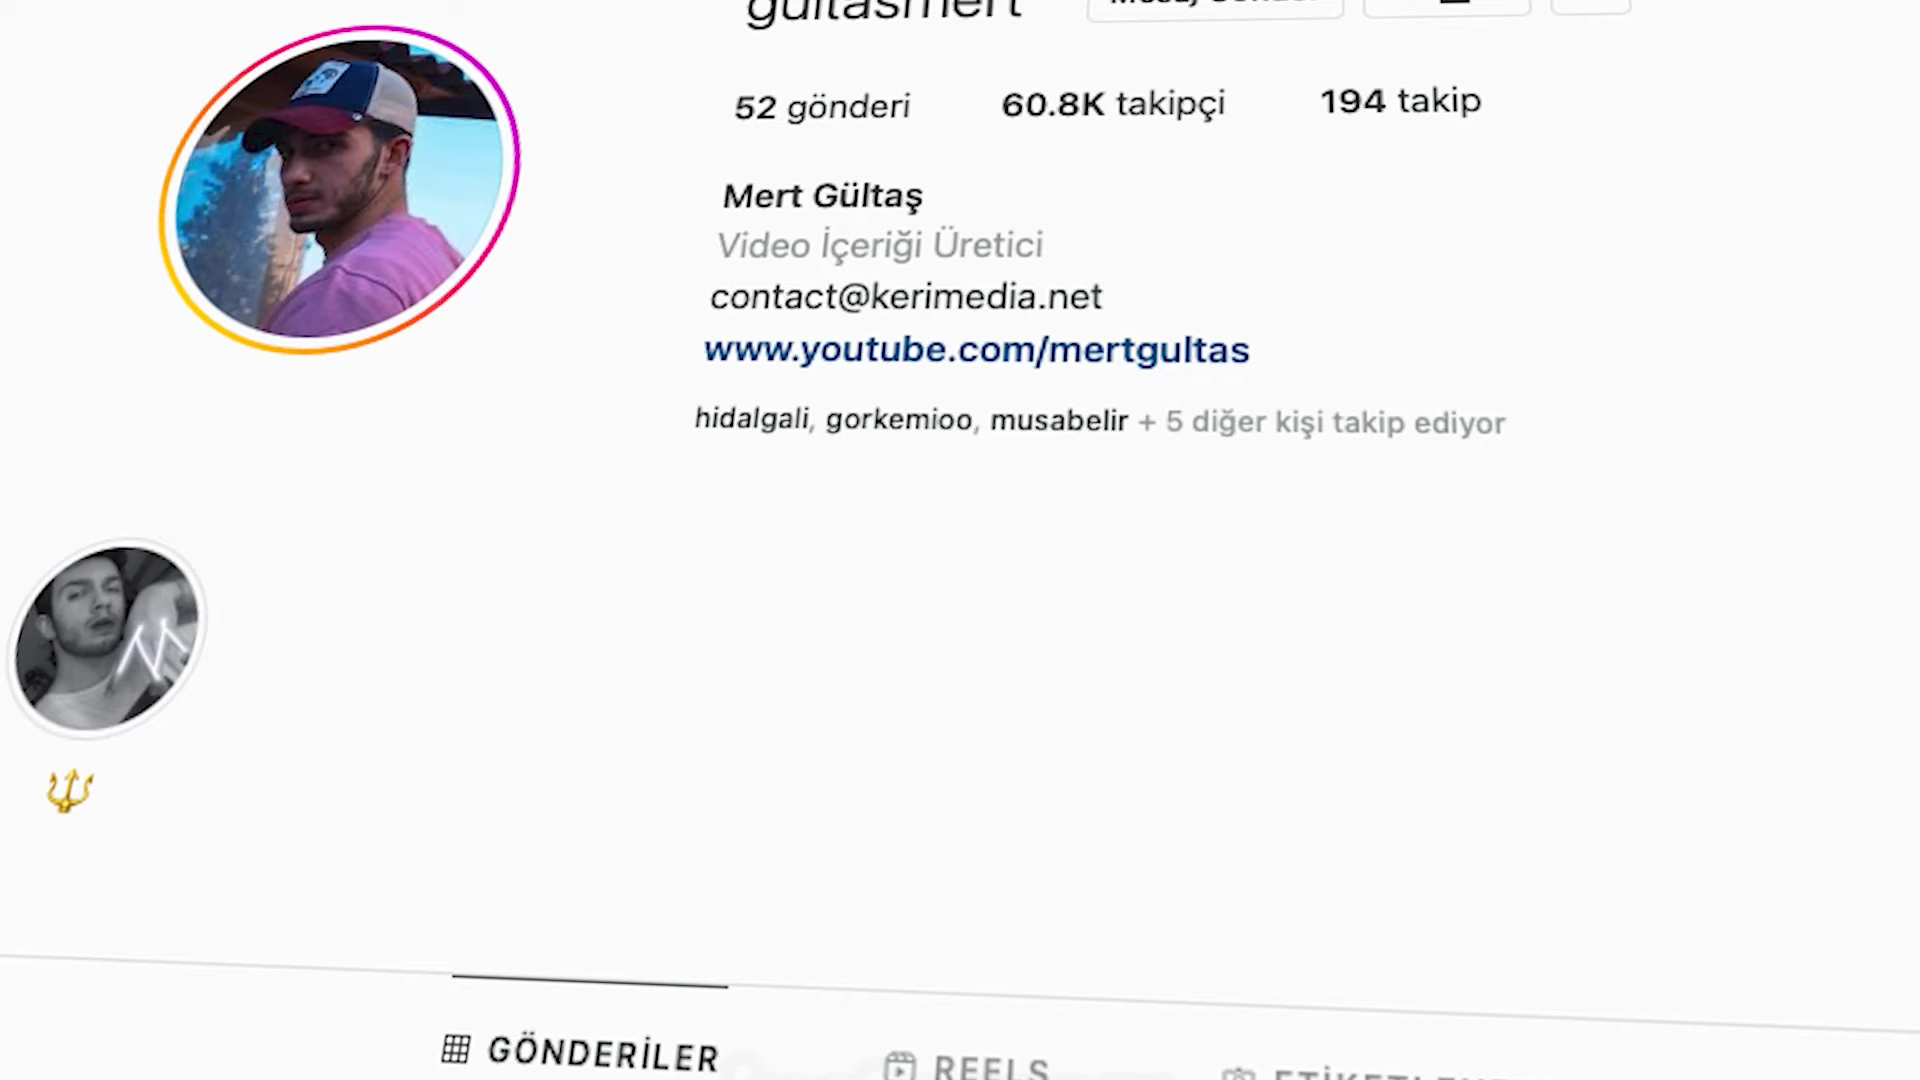 gultasmert
52 gönderi 60.8K takipçi 194 takip
Mert Gültaş
Video İçeriği Üretici
contact@kerimedia.net
www.youtube.com/mertgultas
hidalgali, gorkemioo, musabelir + 5 diğer kişi takip ediyor
GÖNDERİLER REELS